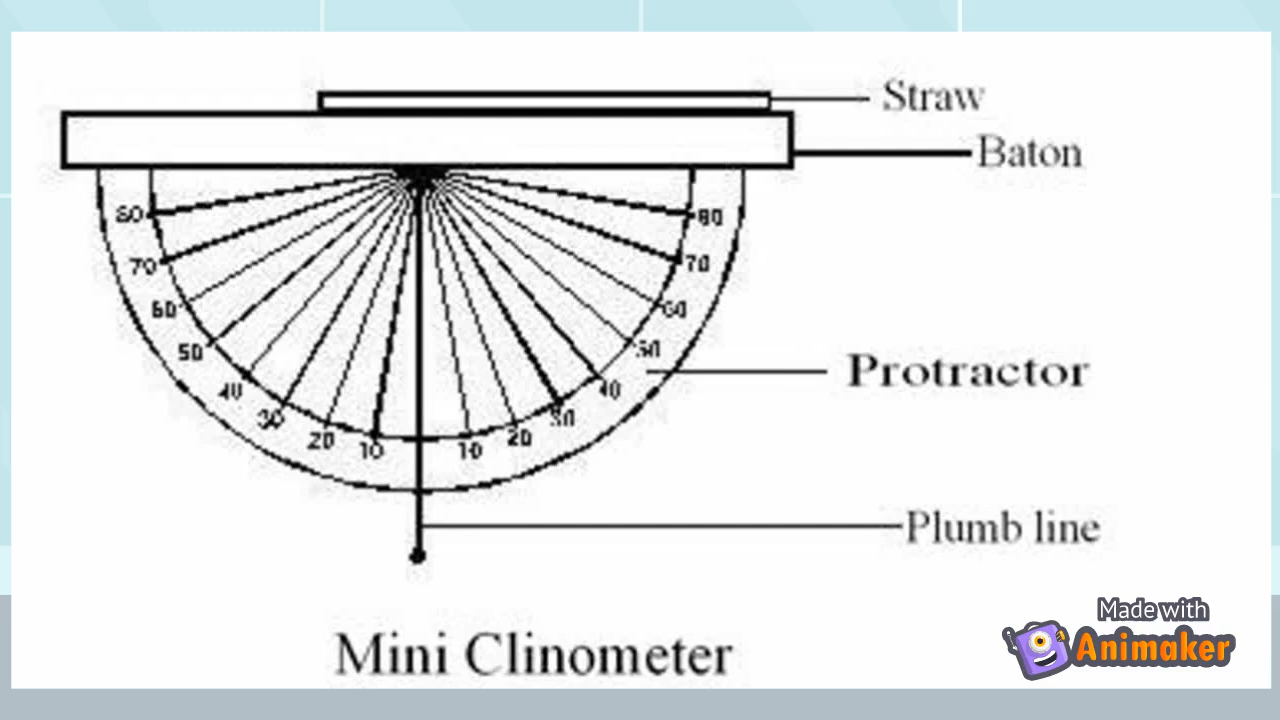 Straw
Baton
80 80
70 70
60 60
50 50
40 40
30 30
20 20
10 10
Protractor
Plumb line
Mini Clinometer
Made with
Animaker